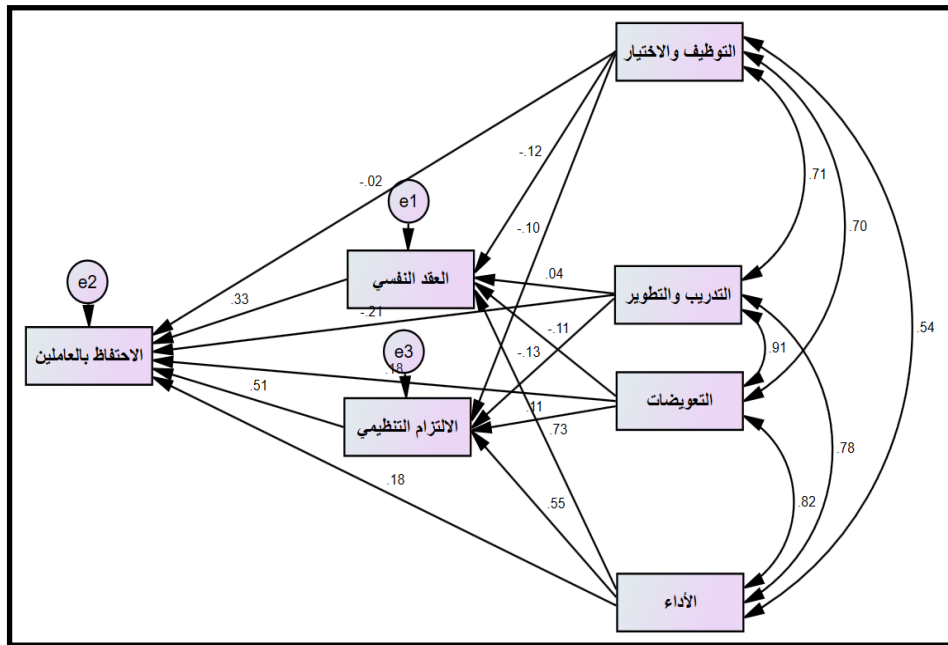 التوظيف والاختيار
-.12
-.02
e1
.71
-.10
.70
العقد النفسي
.04
التدريب والتطوير
e2
.33
-.21
-.11
.54
الاحتفاظ بالعاملين
e3
-.13
.91
.18
التعويضات
.51
.11
الالتزام التنظيمي
.73
.78
.18
.55
.82
الأداء